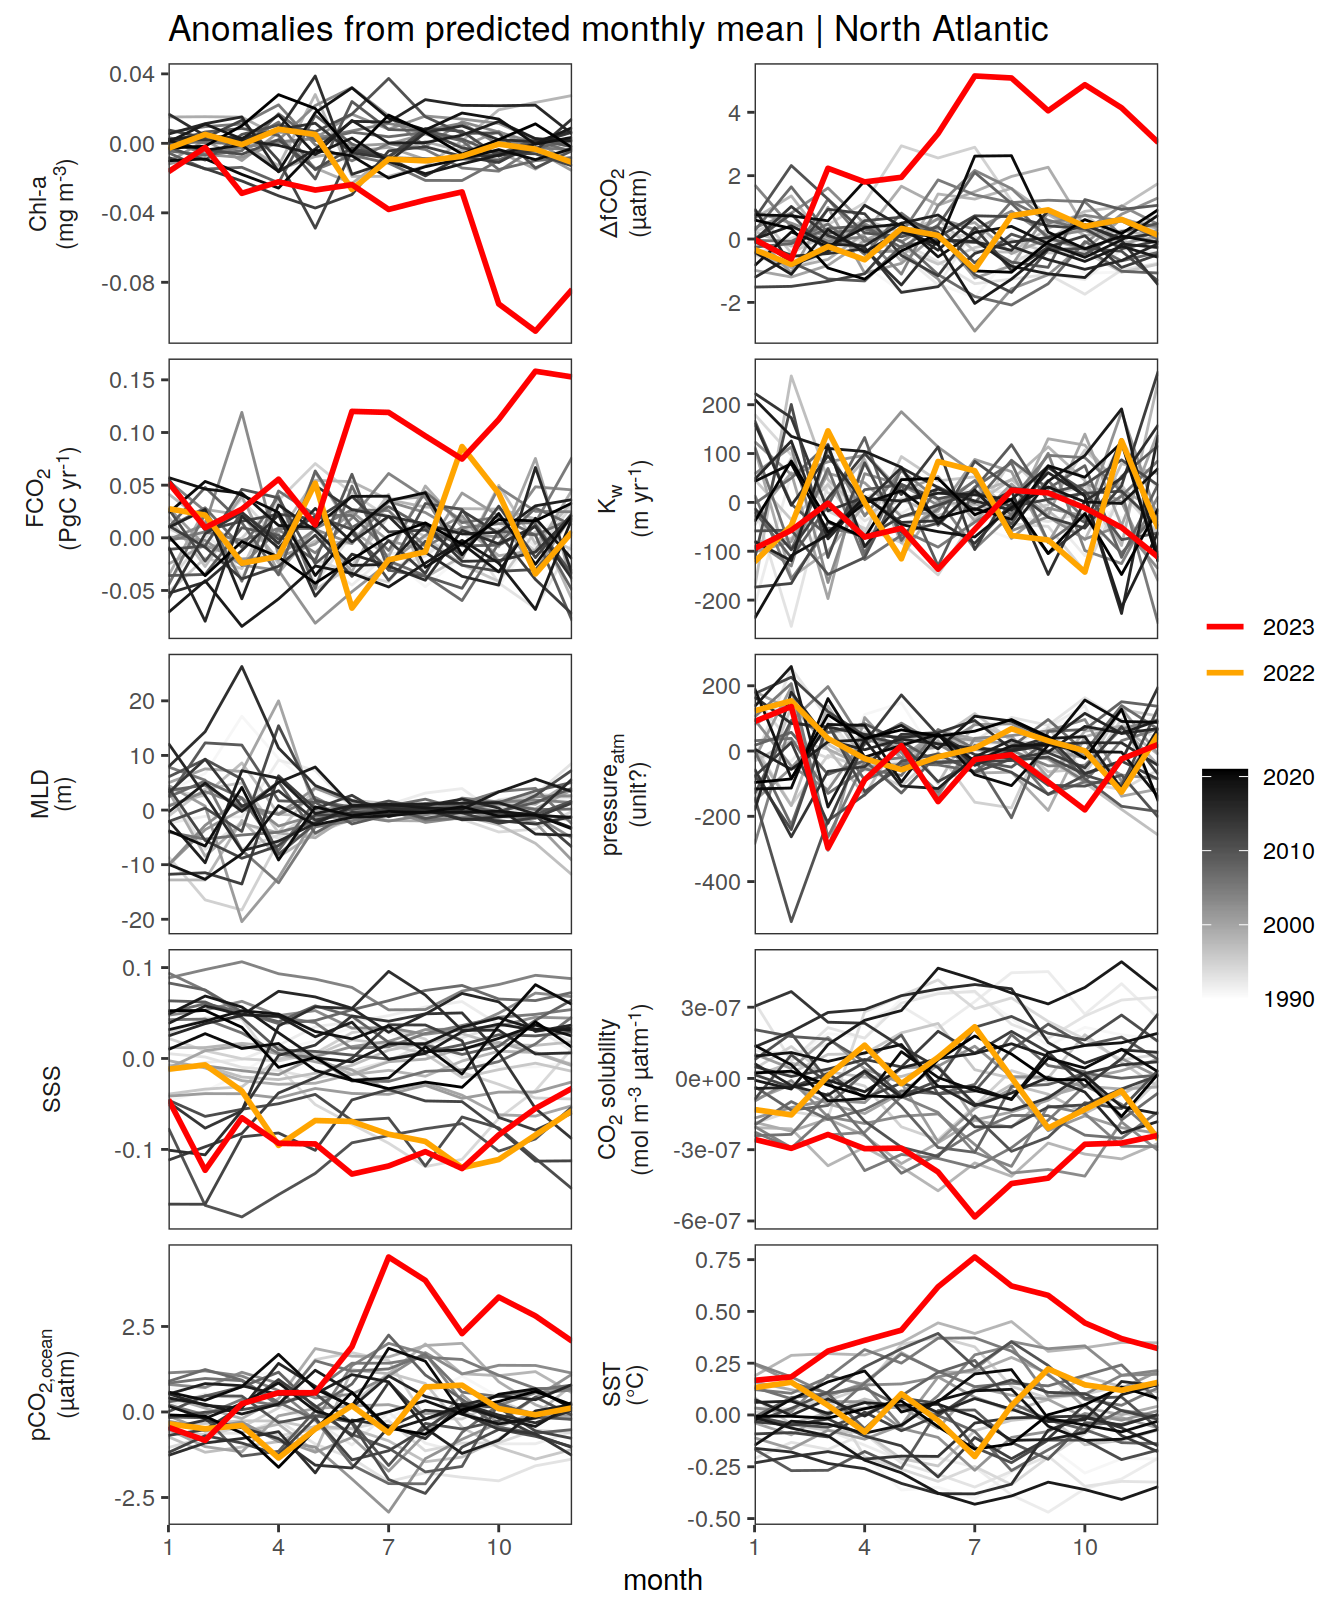 Anomalies from predicted monthly mean | North Atlantic
Chl-a
(mg m⁻³)
0.04
0.00
-0.04
-0.08
ΔfCO₂
(µatm)
4
2
0
-2
FCO₂
(PgC yr⁻¹)
0.15
0.10
0.05
0.00
-0.05
K_w
(m yr⁻¹)
200
100
0
-100
-200
MLD
(m)
20
10
0
-10
-20
pressure_atm
(unit?)
200
0
-200
-400
SSS
0.1
0.0
-0.1
CO₂ solubility
(mol m⁻³ µatm⁻¹)
3e-07
0e+00
-3e-07
-6e-07
pCO₂,ocean
(µatm)
2.5
0.0
-2.5
SST
(°C)
0.75
0.50
0.25
0.00
-0.25
-0.50
1 4 7 10
1 4 7 10
month
2023
2022
2020
2010
2000
1990